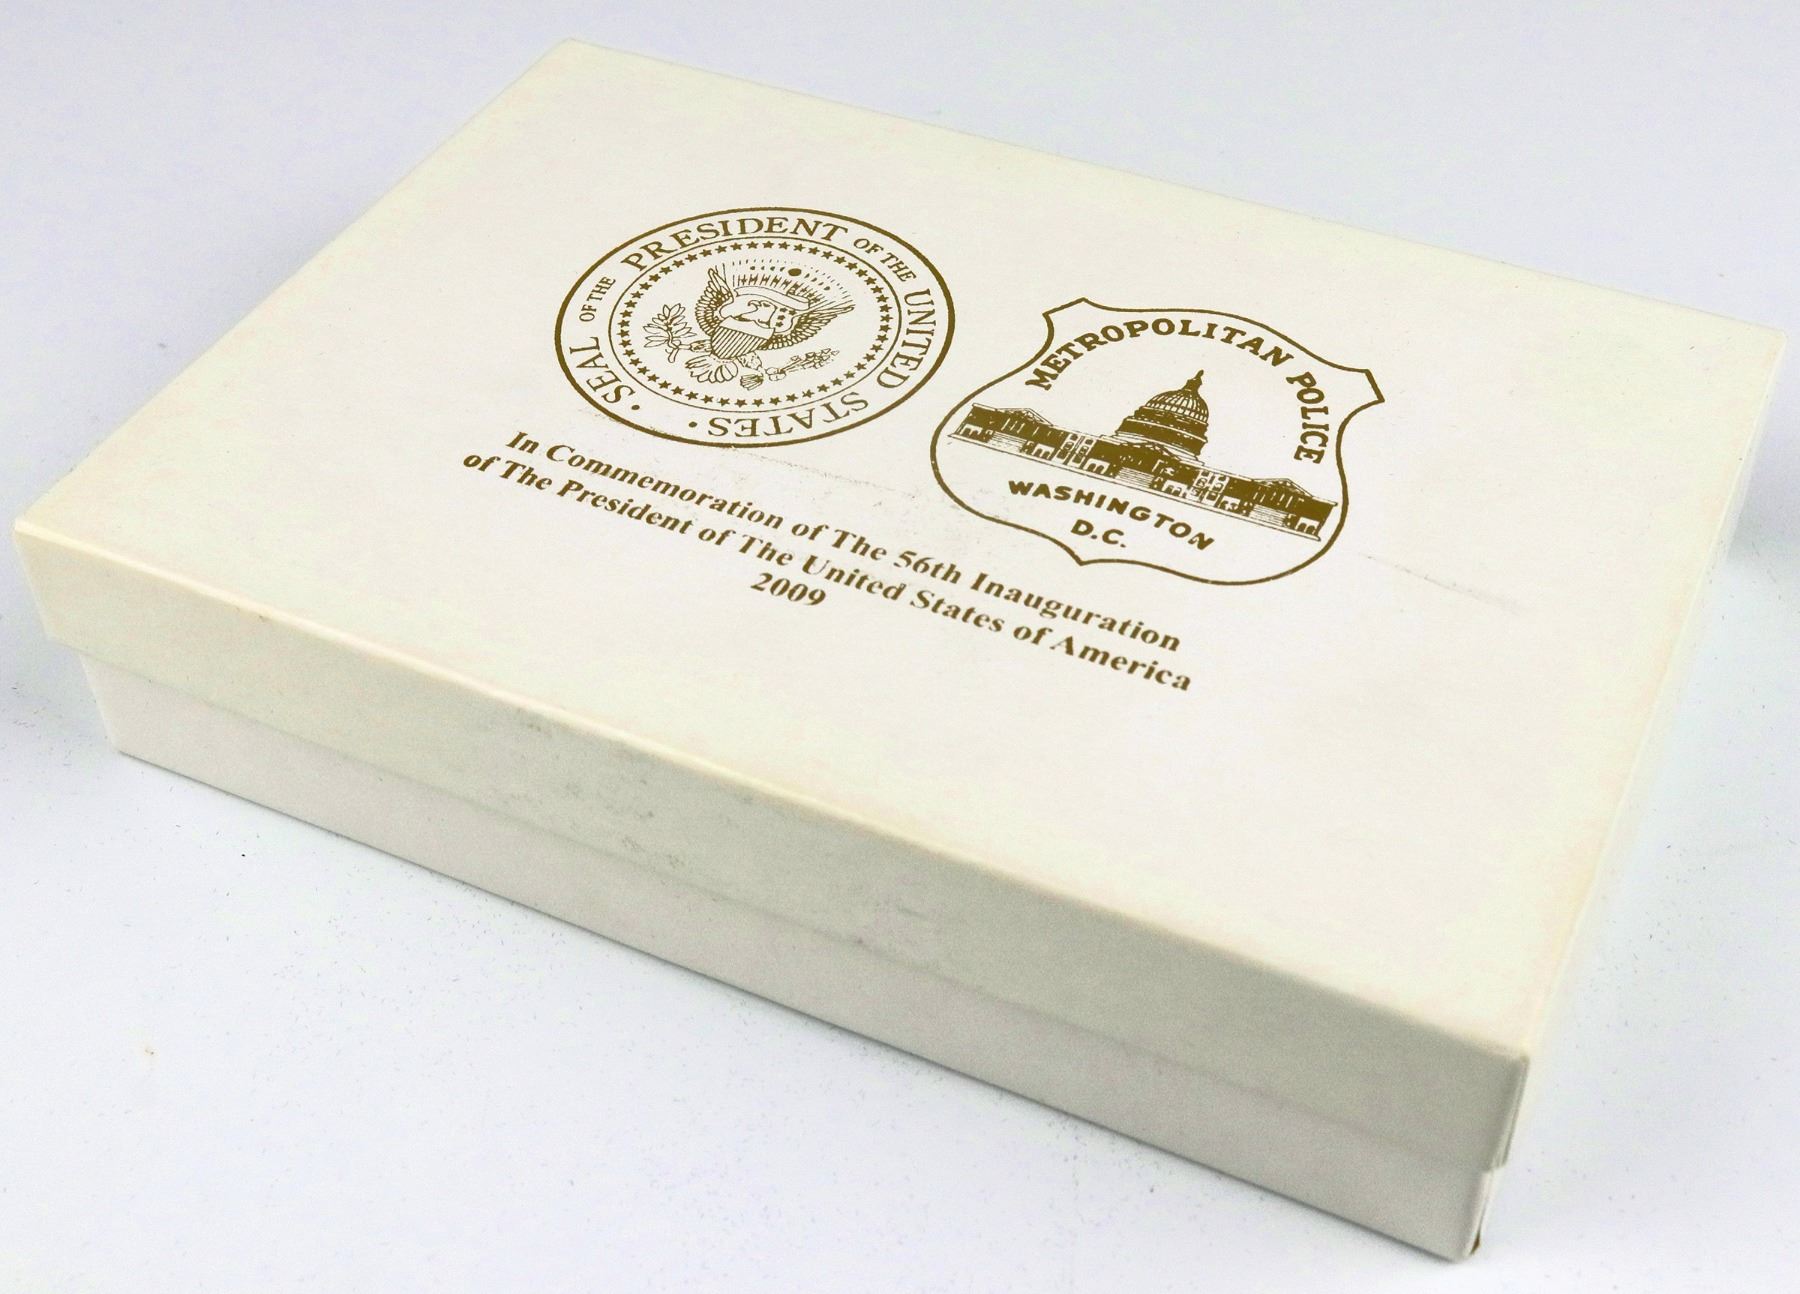 SEAL OF THE PRESIDENT OF THE UNITED STATES
METROPOLITAN POLICE
WASHINGTON
D.C.
In Commemoration of The 56th Inauguration
of The President of The United States of America
2009